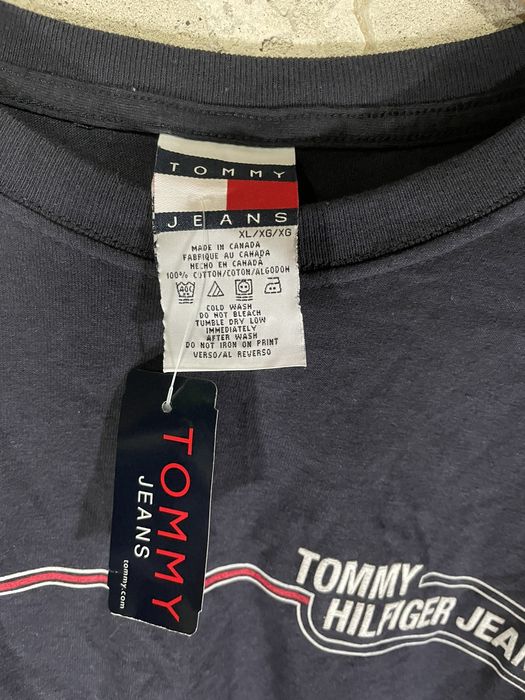 TOMMY
JEANS
XL/XG/XG
MADE IN CANADA
FABRIQUE AU CANADA
HECHO EN CANADÁ
100% COTTON/COTON/ALGODON
COLD WASH
DO NOT BLEACH
TUMBLE DRY LOW
IMMEDIATELY
AFTER WASH
DO NOT IRON ON PRINT
VERSO/AL REVERSO
TOMMY
JEANS
tommy.com
TOMMY
HILFIGER JEAN